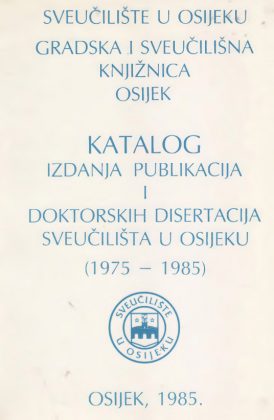 SVEUČILIŠTE U OSIJEKU
GRADSKA I SVEUČILIŠNA
KNJIŽNICA
OSIJEK
KATALOG
IZDANJA PUBLIKACIJA
I
DOKTORSKIH DISERTACIJA
SVEUČILIŠTA U OSIJEKU
(1975 – 1985)
SVEUČILIŠTE
U OSIJEKU
OSIJEK, 1985.